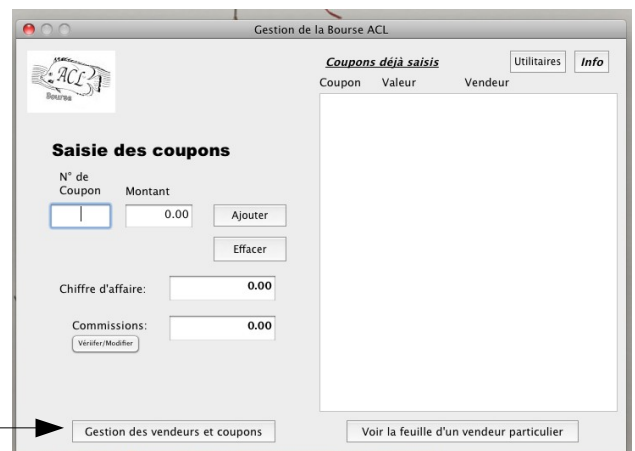 Gestion de la Bourse ACL
ACL
Bourse
Coupons déjà saisis
Utilitaires
Info
Coupon Valeur Vendeur
Saisie des coupons
N° de
Coupon Montant
0.00
Ajouter
Effacer
Chiffre d'affaire: 0.00
Commissions: 0.00
Vériifer/Modifier
Gestion des vendeurs et coupons
Voir la feuille d'un vendeur particulier